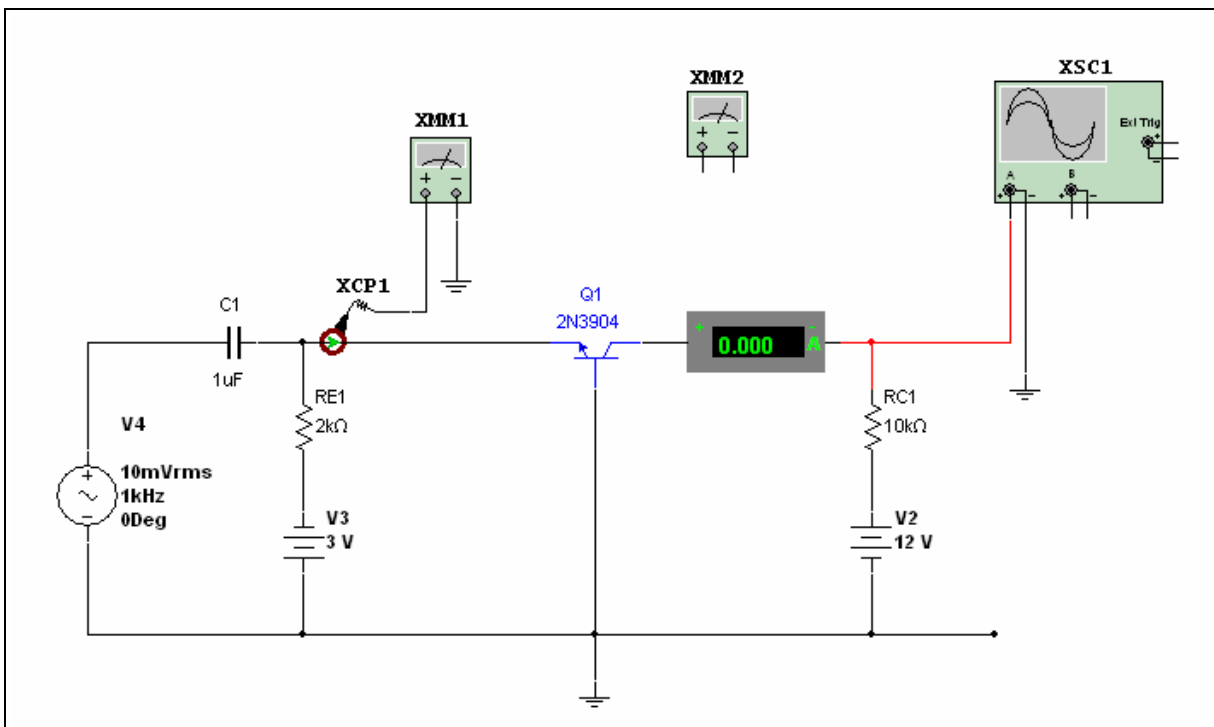 XSC1
XMM2
Ext Trig
+
-
A
B
+ - + -
XMM1
+ -
+ -
XCP1
Q1
2N3904
C1
1uF
+ -
0.000 A
RE1
2kΩ
RC1
10kΩ
V4
10mVrms
1kHz
0Deg
+
-
V3
3 V
V2
12 V